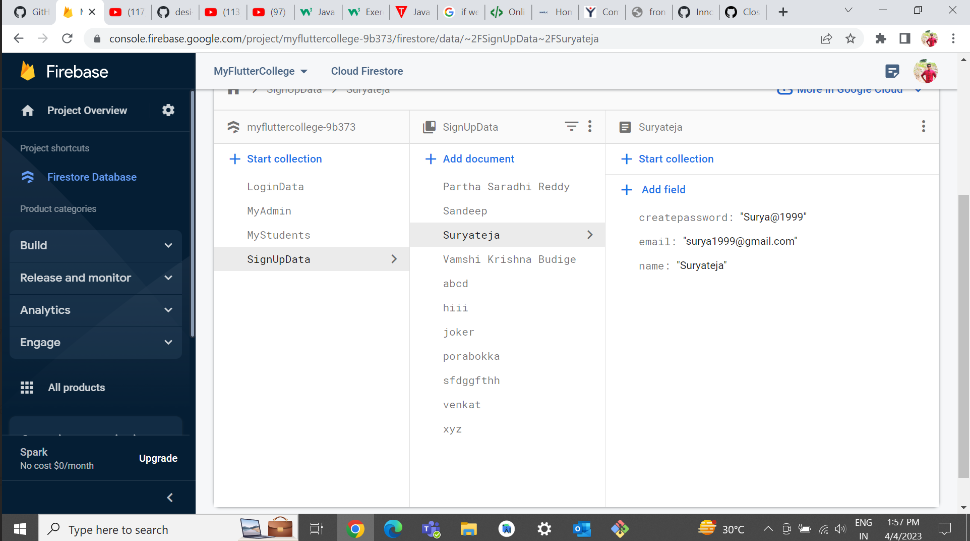 GitH
M
(117
desi
(113
(97)
Java
Exer
Java
if we
Onli
Hon
Con
fron
Inno
Clos
console.firebase.google.com/project/myfluttercollege-9b373/firestore/data/~2FSignUpData~2FSuryateja
Firebase
MyFlutterCollege
Cloud Firestore
SignUpData
Suryateja
More in Google Cloud
Project Overview
Project shortcuts
Firestore Database
Product categories
Build
Release and monitor
Analytics
Engage
All products
Spark
No cost $0/month
Upgrade
myfluttercollege-9b373
Start collection
LoginData
MyAdmin
MyStudents
SignUpData
SignUpData
Add document
Partha Saradhi Reddy
Sandeep
Suryateja
Vamshi Krishna Budige
abcd
hiii
joker
porabokka
sfdggfthh
venkat
xyz
Suryateja
Start collection
Add field
createpassword: "Surya@1999"
email: "surya1999@gmail.com"
name: "Suryateja"
Type here to search
30°C
ENG
IN
1:57 PM
4/4/2023